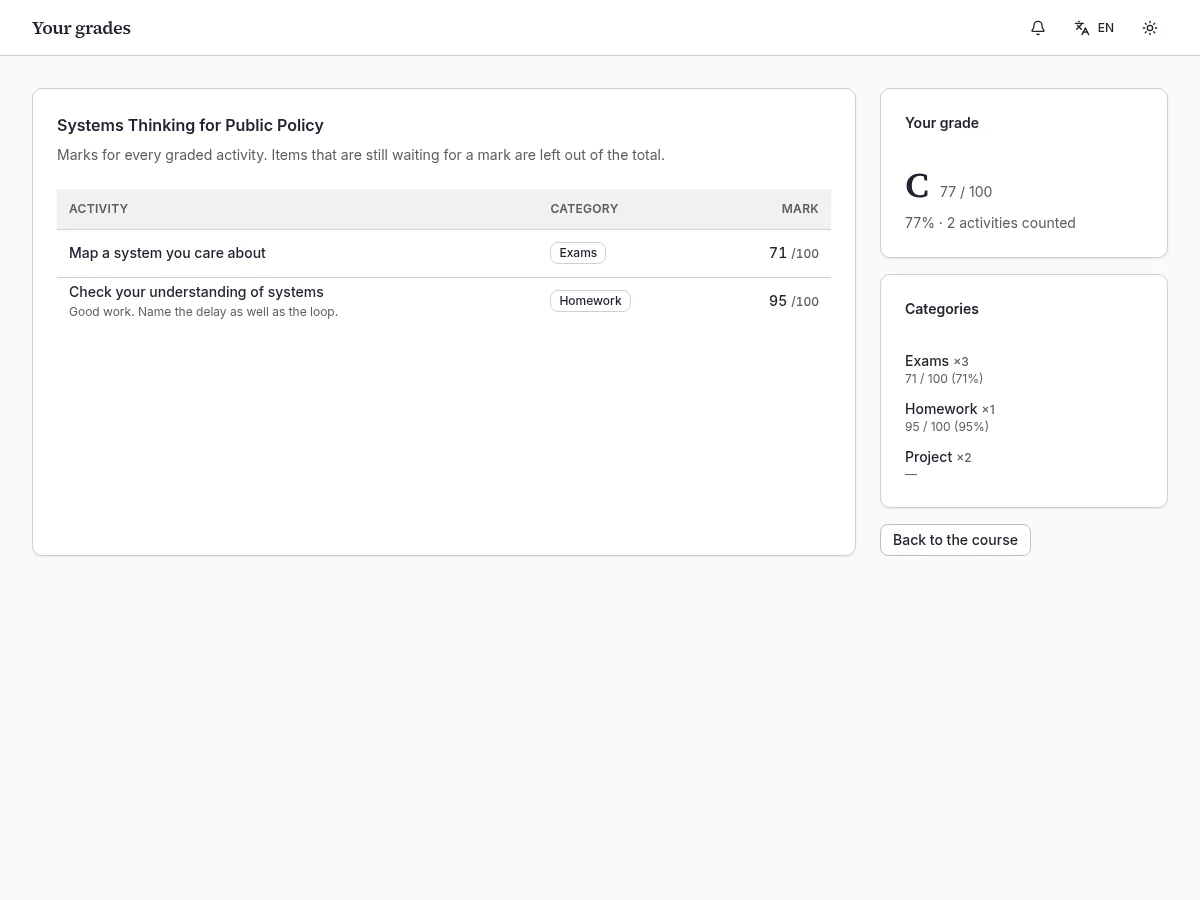 Your grades
EN
Systems Thinking for Public Policy
Marks for every graded activity. Items that are still waiting for a mark are left out of the total.
ACTIVITY CATEGORY MARK
Map a system you care about Exams 71 /100
Check your understanding of systems
Good work. Name the delay as well as the loop.
Homework 95 /100
Your grade
C 77 / 100
77% · 2 activities counted
Categories
Exams ×3
71 / 100 (71%)
Homework ×1
95 / 100 (95%)
Project ×2
—
Back to the course